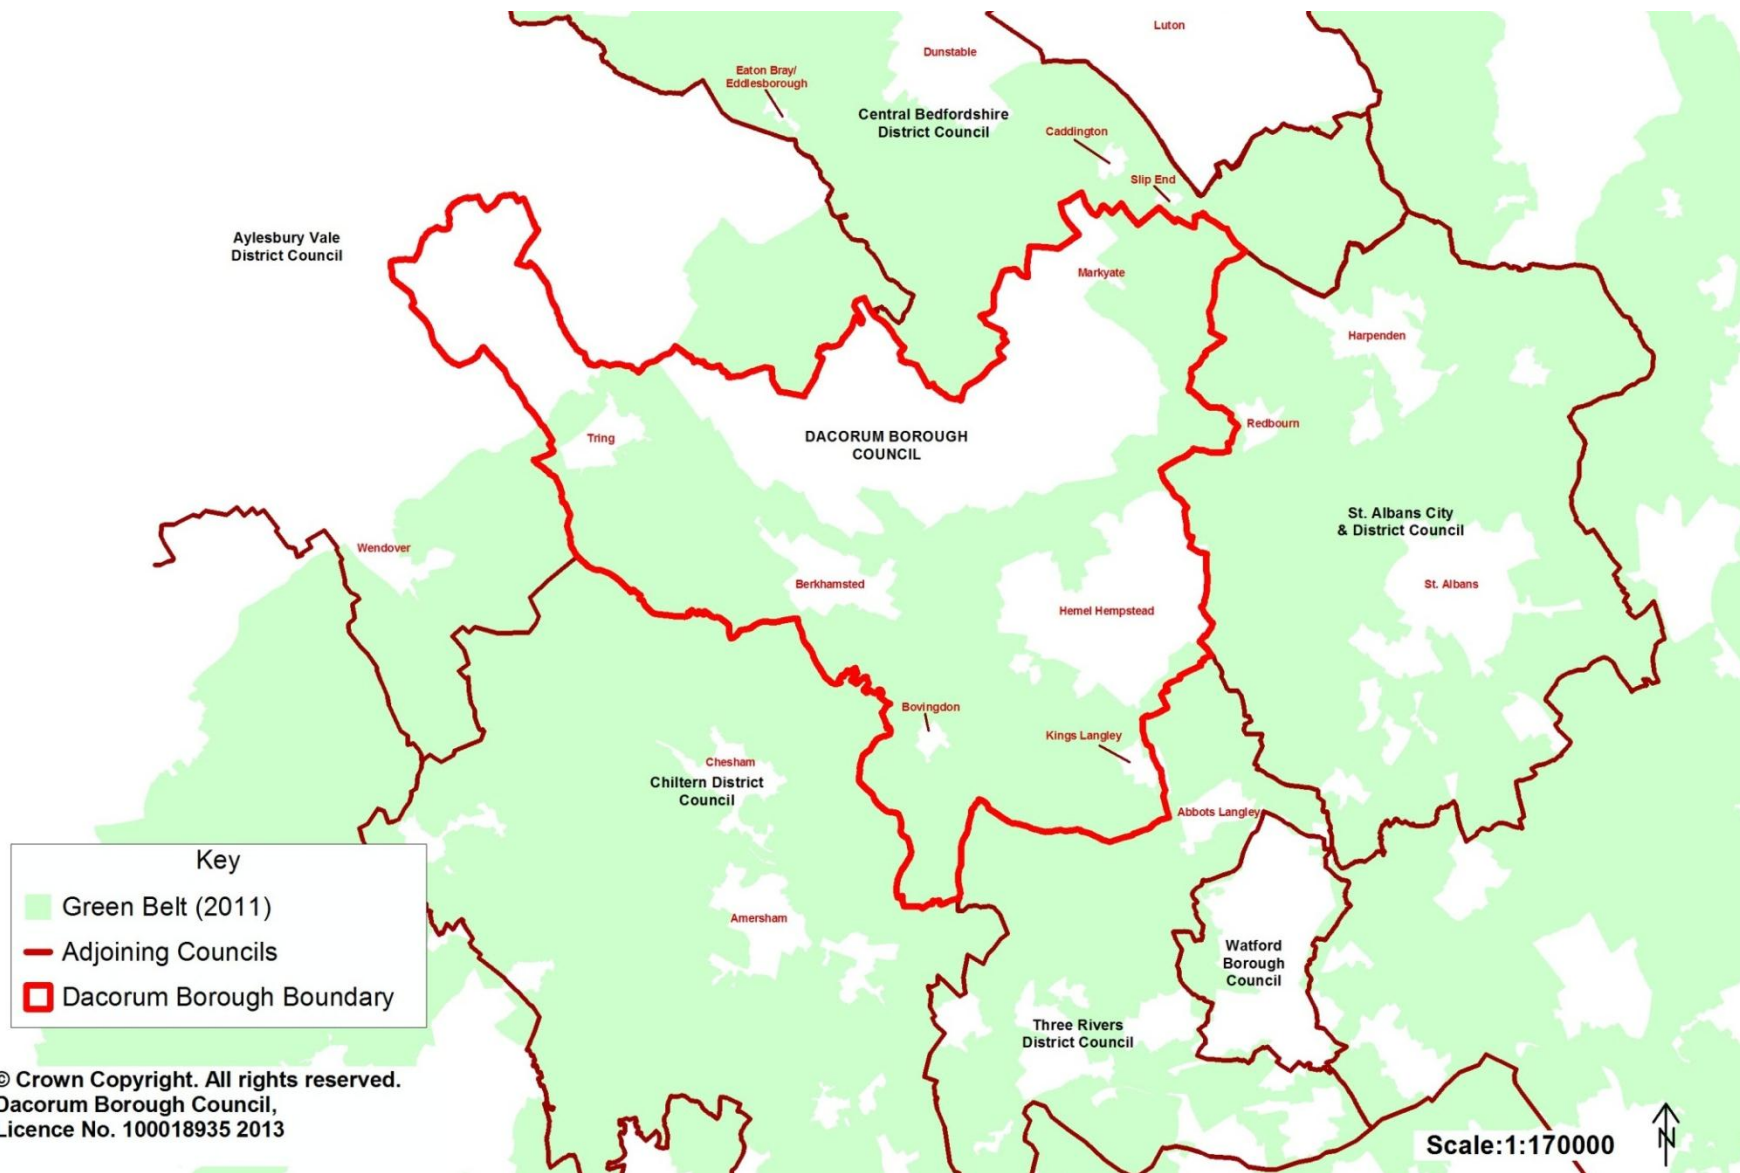 Luton
Dunstable
Eaton Bray/
Eddlesborough
Central Bedfordshire
District Council
Caddington
Slip End
Aylesbury Vale
District Council
Markyate
Harpenden
Redbourn
Tring
DACORUM BOROUGH
COUNCIL
St. Albans City
& District Council
Wendover
Berkhamsted
Hemel Hempstead
St. Albans
Bovingdon
Kings Langley
Chesham
Chiltern District
Council
Abbots Langley
Amersham
Watford
Borough
Council
Three Rivers
District Council
Key
Green Belt (2011)
Adjoining Councils
Dacorum Borough Boundary
© Crown Copyright. All rights reserved.
Dacorum Borough Council,
Licence No. 100018935 2013
Scale:1:170000
N